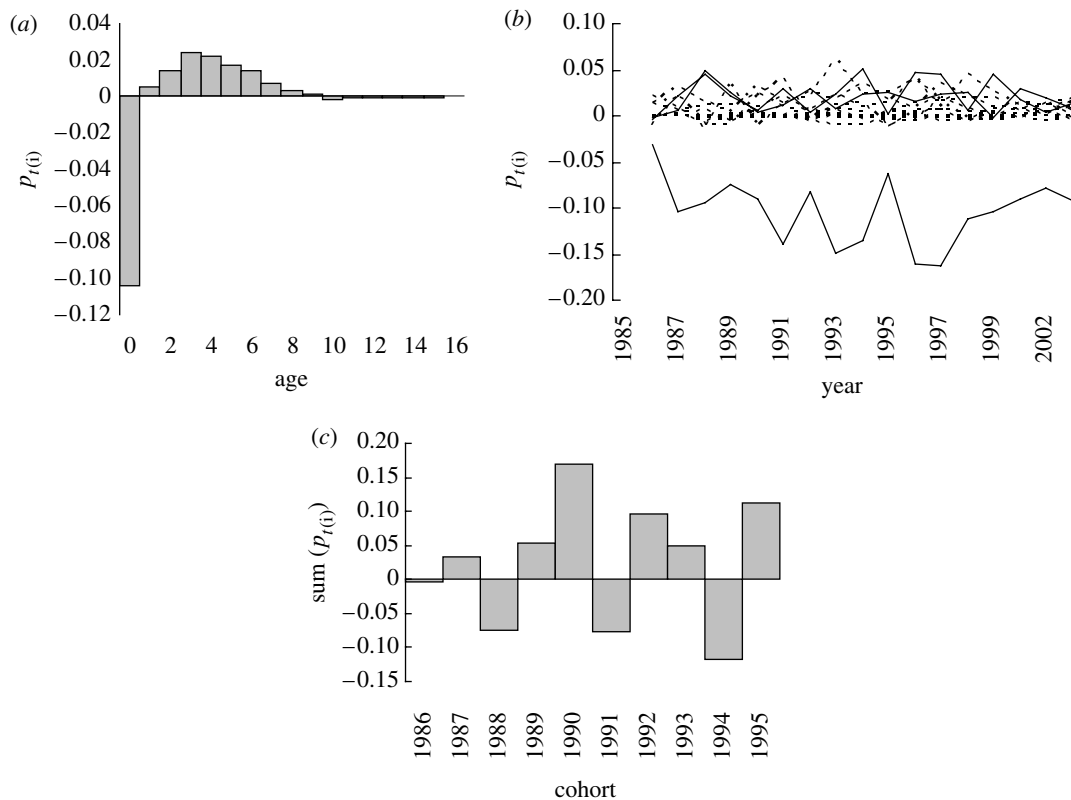 (a)
0.04
0.02
0
−0.02
−0.04
−0.06
−0.08
−0.10
−0.12
p_{t(i)}
0 2 4 6 8 10 12 14 16
age
(b)
0.10
0.05
0
−0.05
−0.10
−0.15
−0.20
p_{t(i)}
1985 1987 1989 1991 1993 1995 1997 1999 2002
year
(c)
0.20
0.15
0.10
0.05
0
−0.05
−0.10
−0.15
sum (p_{t(i)})
1986 1987 1988 1989 1990 1991 1992 1993 1994 1995
cohort